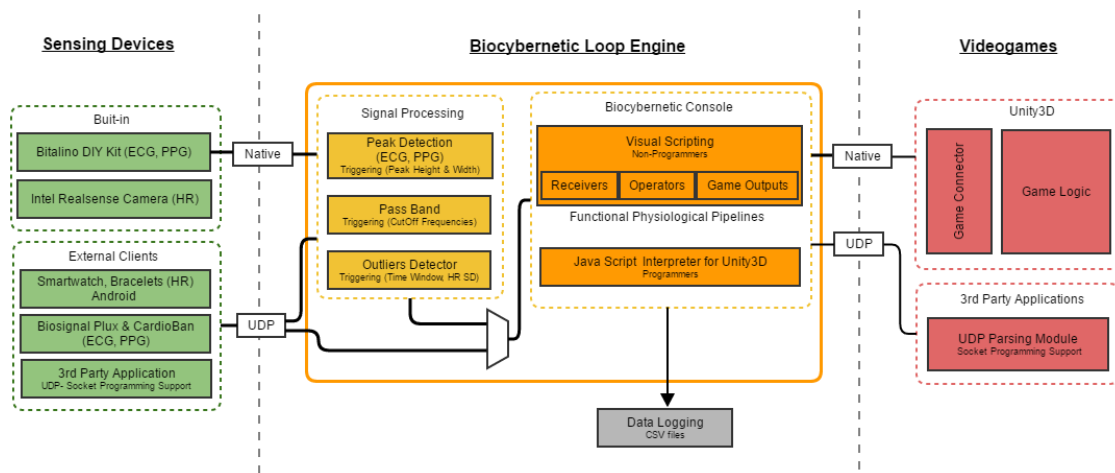 Sensing Devices
Biocybernetic Loop Engine
Videogames
Buit-in
Bitalino DIY Kit (ECG, PPG)
Intel Realsense Camera (HR)
External Clients
Smartwatch, Bracelets (HR)
Android
Biosignal Plux & CardioBan
(ECG, PPG)
3rd Party Application
UDP- Socket Programming Support
Native
UDP
Signal Processing
Peak Detection
(ECG, PPG)
Triggering (Peak Height & Width)
Pass Band
Triggering (CutOff Frequencies)
Outliers Detector
Triggering (Time Window, HR SD)
Biocybernetic Console
Visual Scripting
Non-Programmers
Receivers
Operators
Game Outputs
Functional Physiological Pipelines
Java Script Interpreter for Unity3D
Programmers
Data Logging
CSV files
Native
UDP
Unity3D
Game Connector
Game Logic
3rd Party Applications
UDP Parsing Module
Socket Programming Support